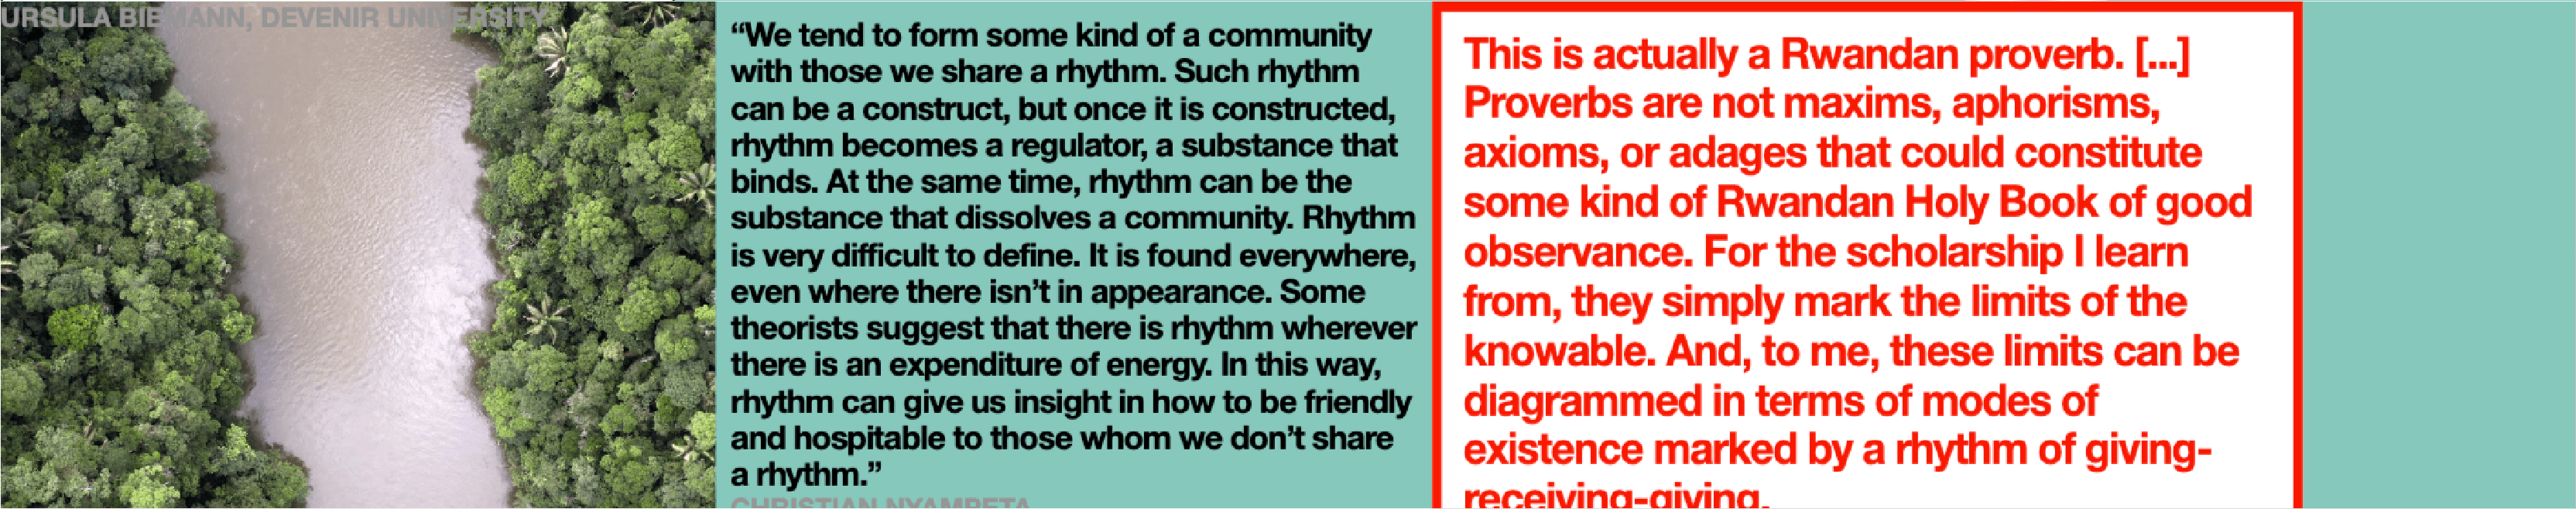 URSULA BIEMANN, DEVENIR UNIVERSITY
“We tend to form some kind of a community
with those we share a rhythm. Such rhythm
can be a construct, but once it is constructed,
rhythm becomes a regulator, a substance that
binds. At the same time, rhythm can be the
substance that dissolves a community. Rhythm
is very difficult to define. It is found everywhere,
even where there isn’t in appearance. Some
theorists suggest that there is rhythm wherever
there is an expenditure of energy. In this way,
rhythm can give us insight in how to be friendly
and hospitable to those whom we don’t share
a rhythm.”
CHRISTIAN NYAMPETA
This is actually a Rwandan proverb. [...]
Proverbs are not maxims, aphorisms,
axioms, or adages that could constitute
some kind of Rwandan Holy Book of good
observance. For the scholarship I learn
from, they simply mark the limits of the
knowable. And, to me, these limits can be
diagrammed in terms of modes of
existence marked by a rhythm of giving-
receiving-giving.